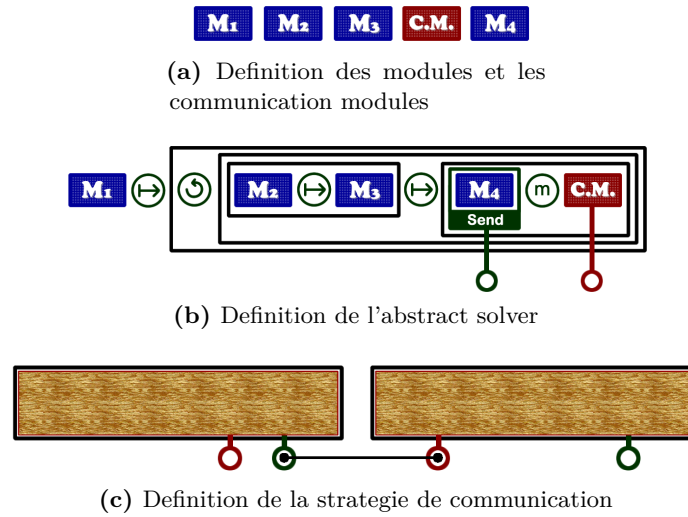 M1 M2 M3 C.M. M4
(a) Definition des modules et les
communication modules
M1 ↦ ↺ M2 ↦ M3 ↦ M4 m C.M.
Send
(b) Definition de l'abstract solver
(c) Definition de la strategie de communication